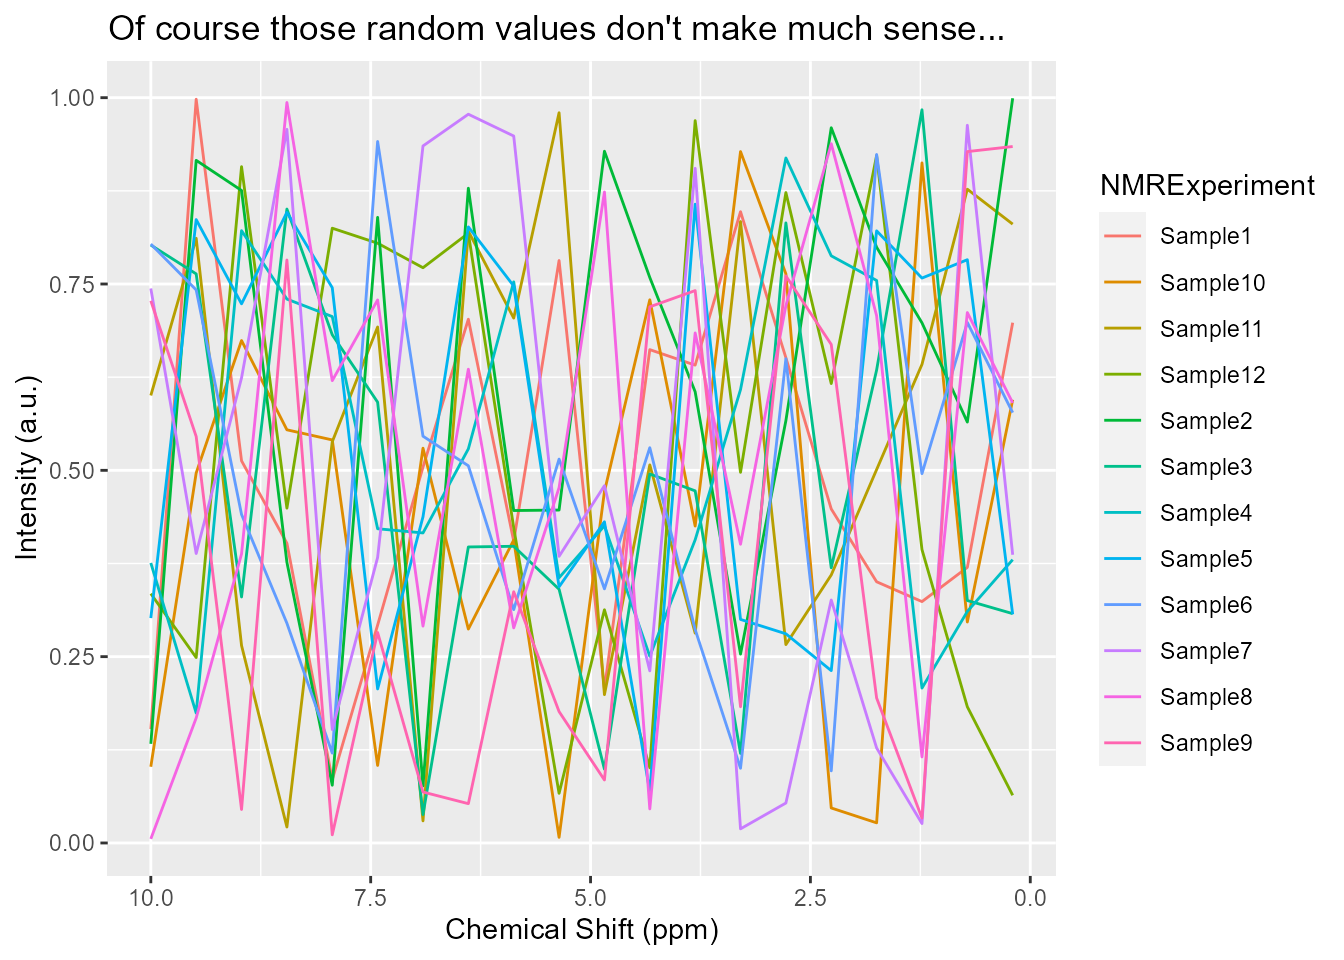 Of course those random values don't make much sense...
Intensity (a.u.)
1.00
0.75
0.50
0.25
0.00
10.0
7.5
5.0
2.5
0.0
Chemical Shift (ppm)
NMRExperiment
Sample1
Sample10
Sample11
Sample12
Sample2
Sample3
Sample4
Sample5
Sample6
Sample7
Sample8
Sample9